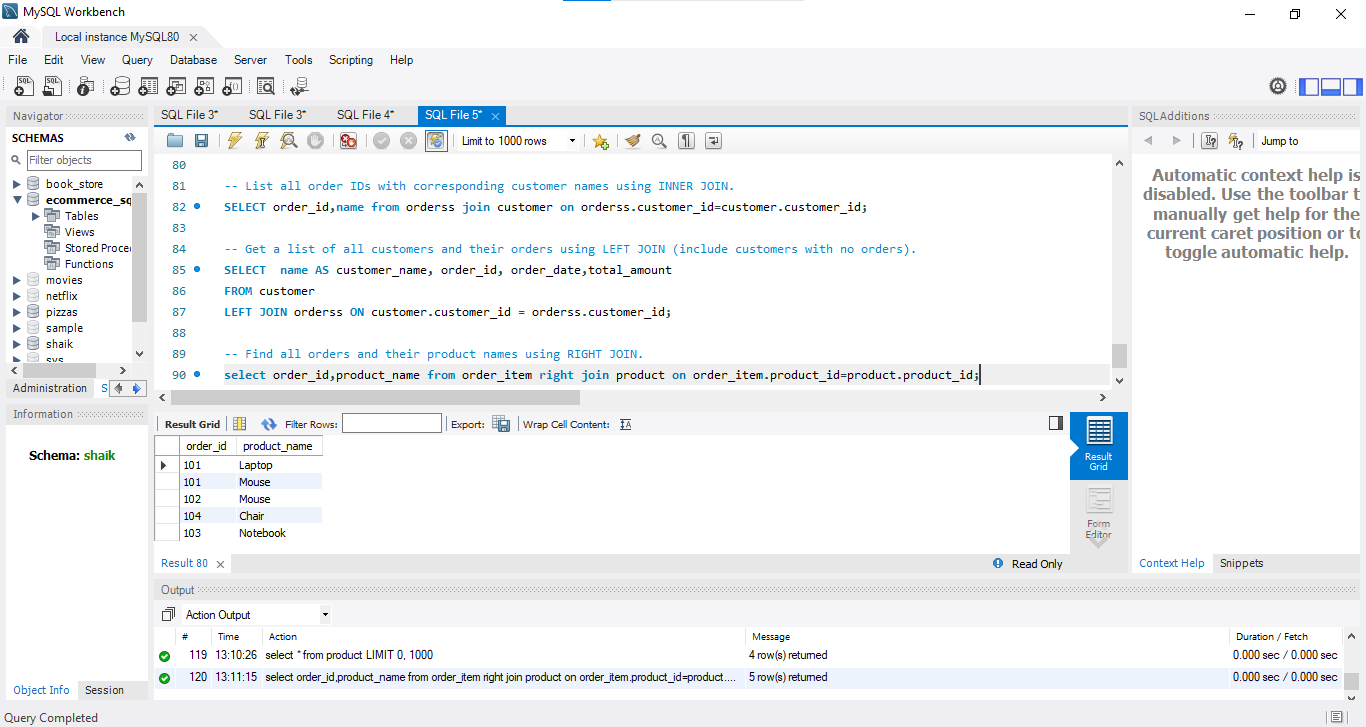 MySQL Workbench
Local instance MySQL80
File Edit View Query Database Server Tools Scripting Help
Navigator
SCHEMAS
Filter objects
book_store
ecommerce_sq
Tables
Views
Stored Proce
Functions
movies
netflix
pizzas
sample
shaik
sys
Administration S
Information
Schema: shaik
Object Info Session
Query Completed
SQL File 3* SQL File 3* SQL File 4* SQL File 5*
Limit to 1000 rows
80
81 -- List all order IDs with corresponding customer names using INNER JOIN.
82 SELECT order_id,name from orderss join customer on orderss.customer_id=customer.customer_id;
83
84 -- Get a list of all customers and their orders using LEFT JOIN (include customers with no orders).
85 SELECT  name AS customer_name, order_id, order_date,total_amount
86 FROM customer
87 LEFT JOIN orderss ON customer.customer_id = orderss.customer_id;
88
89 -- Find all orders and their product names using RIGHT JOIN.
90 select order_id,product_name from order_item right join product on order_item.product_id=product.product_id;
Result Grid Filter Rows: Export: Wrap Cell Content:
order_id product_name
101 Laptop
101 Mouse
102 Mouse
104 Chair
103 Notebook
Result Grid
Form Editor
Result 80
Read Only
Output
Action Output
# Time Action Message Duration / Fetch
119 13:10:26 select * from product LIMIT 0, 1000 4 row(s) returned 0.000 sec / 0.000 sec
120 13:11:15 select order_id,product_name from order_item right join product on order_item.product_id=product.... 5 row(s) returned 0.000 sec / 0.000 sec
SQLAdditions
Jump to
Automatic context help is
disabled. Use the toolbar t
manually get help for the
current caret position or to
toggle automatic help.
Context Help Snippets